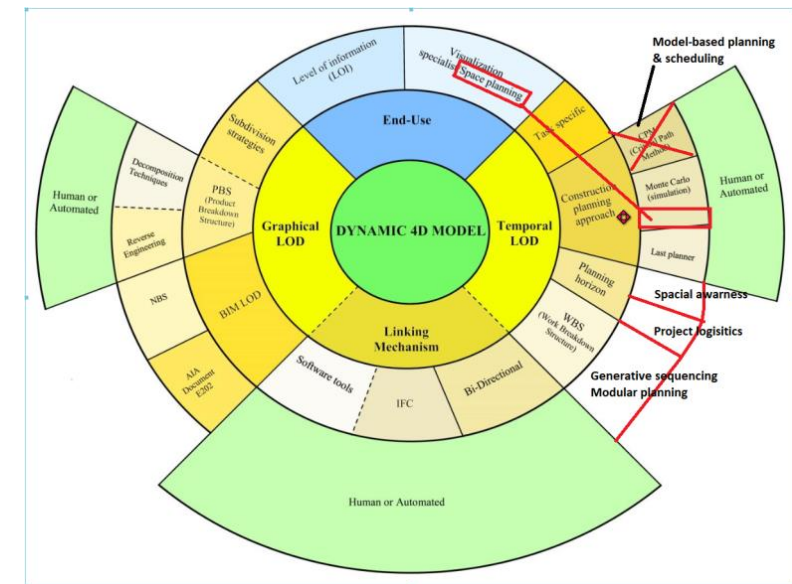 Model-based planning
& scheduling
Level of information
(LOI)
Visualization
specialist
Space planning
Subdivision
strategies
End-Use
Task specific
CPM
(Critical Path
Method)
Decomposition
Techniques
Human or
Automated
PBS
(Product
Breakdown
Structure)
Graphical
LOD
DYNAMIC 4D MODEL
Temporal
LOD
Construction
planning
approach
Monte Carlo
(simulation)
Human or
Automated
Reverse
Engineering
Last planner
NBS
BIM LOD
Linking
Mechanism
Planning
horizon
Spacial awarness
WBS
(Work Breakdown
Structure)
Project logisitics
AIA
Document
E202
Software tools
IFC
Bi-Directional
Generative sequencing
Modular planning
Human or Automated